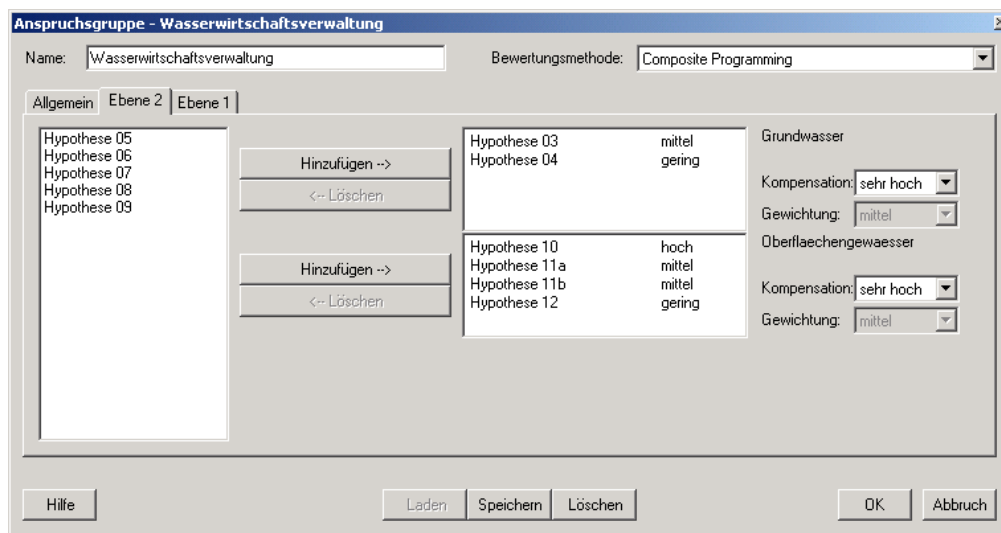 Anspruchsgruppe - Wasserwirtschaftsverwaltung
Name: Wasserwirtschaftsverwaltung Bewertungsmethode: Composite Programming
Allgemein Ebene 2 Ebene 1
Hypothese 05
Hypothese 06
Hypothese 07
Hypothese 08
Hypothese 09
Hinzufügen -->
<-- Löschen
Hinzufügen -->
<-- Löschen
Hypothese 03 mittel
Hypothese 04 gering
Hypothese 10 hoch
Hypothese 11a mittel
Hypothese 11b mittel
Hypothese 12 gering
Grundwasser
Kompensation: sehr hoch
Gewichtung: mittel
Oberflaechengewaesser
Kompensation: sehr hoch
Gewichtung: mittel
Hilfe Laden Speichern Löschen OK Abbruch